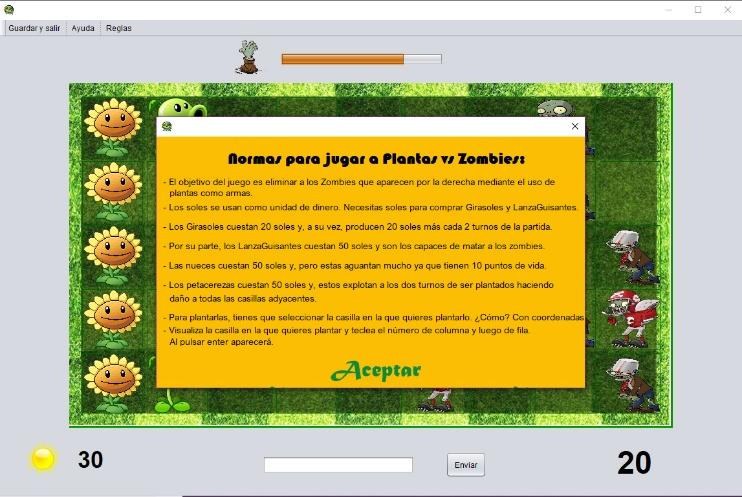 Guardar y salir Ayuda Reglas
Normas para jugar a Plantas vs Zombies:
- El objetivo del juego es eliminar a los Zombies que aparecen por la derecha mediante el uso de
plantas como armas.
- Los soles se usan como unidad de dinero. Necesitas soles para comprar Girasoles y LanzaGuisantes.
- Los Girasoles cuestan 20 soles y, a su vez, producen 20 soles más cada 2 turnos de la partida.
- Por su parte, los LanzaGuisantes cuestan 50 soles y son los capaces de matar a los zombies.
- Las nueces cuestan 50 soles y, pero estas aguantan mucho ya que tienen 10 puntos de vida.
- Los petacerezas cuestan 50 soles y, estos explotan a los dos turnos de ser plantados haciendo
daño a todas las casillas adyacentes.
- Para plantarlas, tienes que seleccionar la casilla en la que quieres plantarlo. ¿Cómo? Con coordenadas
- Visualiza la casilla en la que quieres plantar y teclea el número de columna y luego de fila.
Al pulsar enter aparecerá.
Aceptar
30 Enviar 20